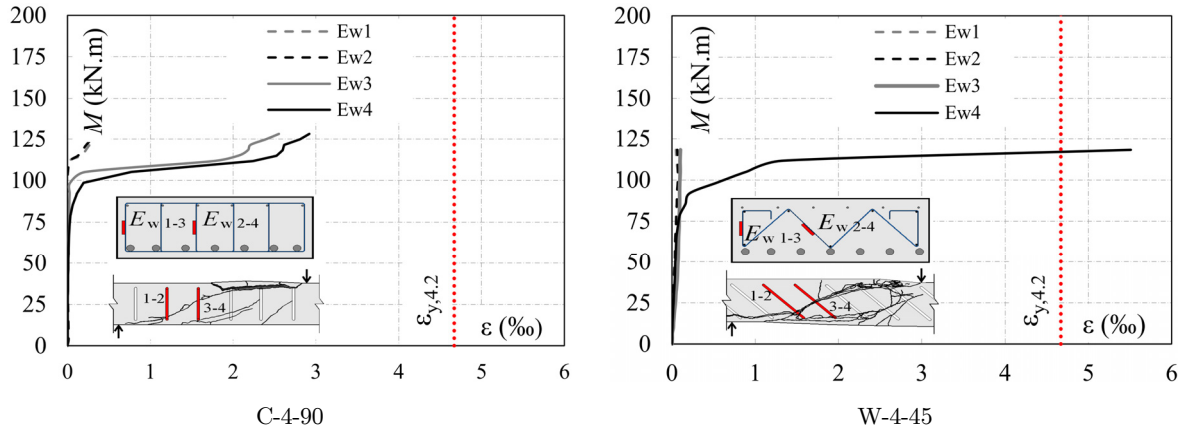 200
175
150
125
100
75
50
25
0
M (kN.m)
Ew1
Ew2
Ew3
Ew4
Ew 1-3 Ew 2-4
1-2 3-4
εy,4.2
ε (‰)
0 1 2 3 4 5 6
C-4-90
200
175
150
125
100
75
50
25
0
M (kN.m)
Ew1
Ew2
Ew3
Ew4
Ew 1-3 Ew 2-4
1-2 3-4
εy,4.2
ε (‰)
0 1 2 3 4 5 6
W-4-45